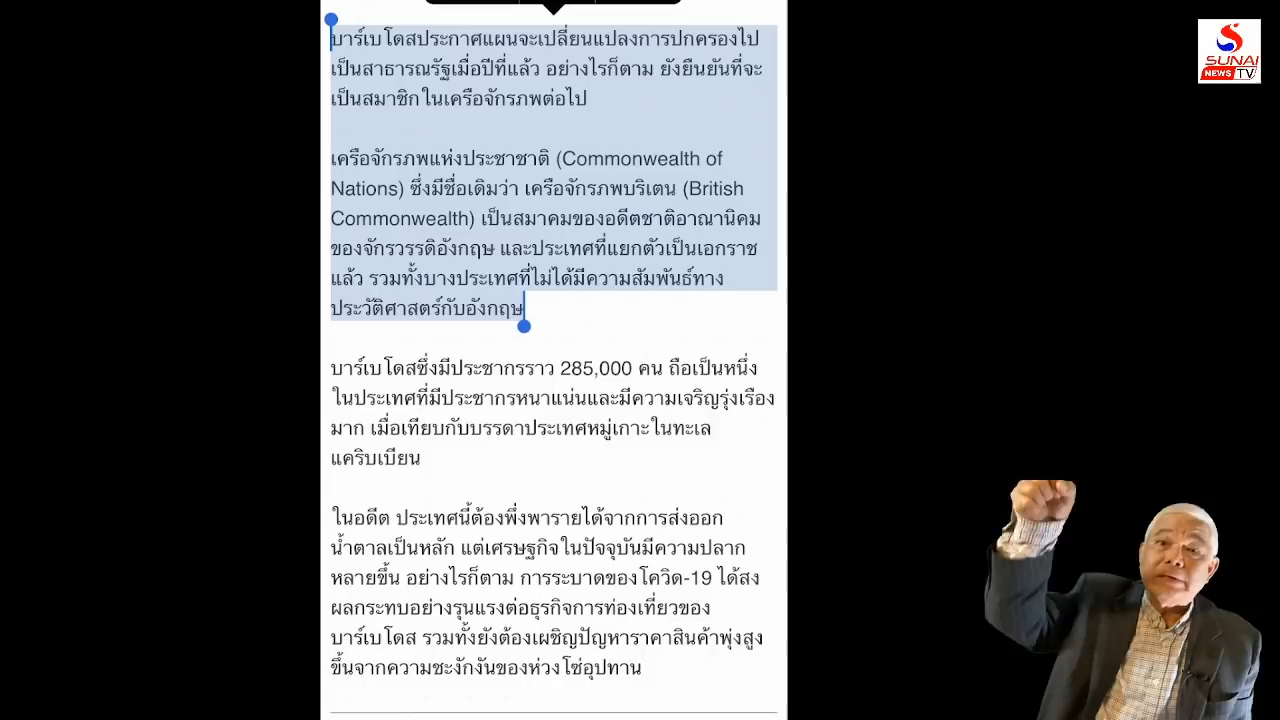 บาร์เบโดสประกาศแผนจะเปลี่ยนแปลงการปกครองไป
เป็นสาธารณรัฐเมื่อปีที่แล้ว อย่างไรก็ตาม ยังยืนยันที่จะ
เป็นสมาชิกในเครือจักรภพต่อไป
เครือจักรภพแห่งประชาชาติ (Commonwealth of
Nations) ซึ่งมีชื่อเดิมว่า เครือจักรภพบริเตน (British
Commonwealth) เป็นสมาคมของอดีตชาติอาณานิคม
ของจักรวรรดิอังกฤษ และประเทศที่แยกตัวเป็นเอกราช
แล้ว รวมทั้งบางประเทศที่ไม่ได้มีความสัมพันธ์ทาง
ประวัติศาสตร์กับอังกฤษ
บาร์เบโดสซึ่งมีประชากรราว 285,000 คน ถือเป็นหนึ่ง
ในประเทศที่มีประชากรหนาแน่นและมีความเจริญรุ่งเรือง
มาก เมื่อเทียบกับบรรดาประเทศหมู่เกาะในทะเล
แคริบเบียน
ในอดีต ประเทศนี้ต้องพึ่งพารายได้จากการส่งออก
น้ำตาลเป็นหลัก แต่เศรษฐกิจในปัจจุบันมีความปลาก
หลายขึ้น อย่างไรก็ตาม การระบาดของโควิด-19 ได้สง
ผลกระทบอย่างรุนแรงต่อธุรกิจการท่องเที่ยวของ
บาร์เบโดส รวมทั้งยังต้องเผชิญปัญหาราคาสินค้าพุ่งสูง
ขึ้นจากความชะงักงันของห่วงโซ่อุปทาน
SUNAI
NEWS TV